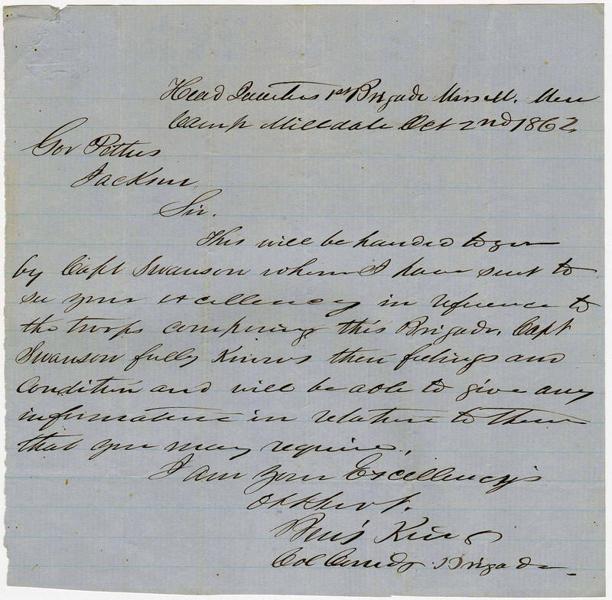 Head Quarters 1st Brigade Miss M. Men
Camp Milldale Oct 2nd 1862
Gov Pettus
Jackson
Sir.
This will be handed to you
by Capt Swanson whom I have sent to
see your excellency in reference to
the troops composing this Brigade. Capt
Swanson fully Knows their feelings and
Condition and will be able to give any
information in relation to them
that you may require.
I am your Excellency's
Obt Servt.
Benj King
Col Comdg Brigade